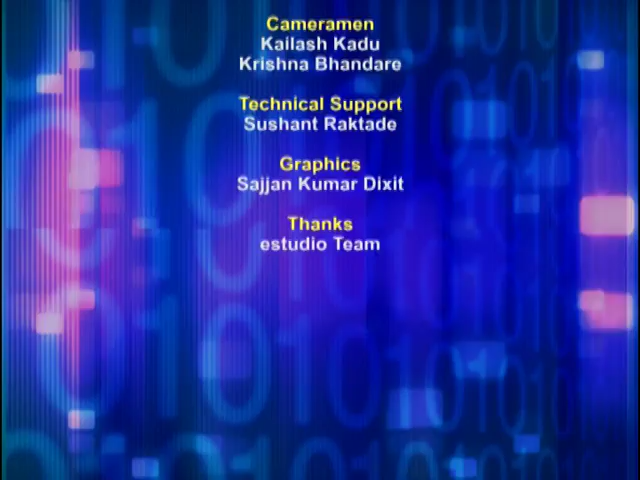 Cameramen
Kailash Kadu
Krishna Bhandare
Technical Support
Sushant Raktade
Graphics
Sajjan Kumar Dixit
Thanks
estudio Team